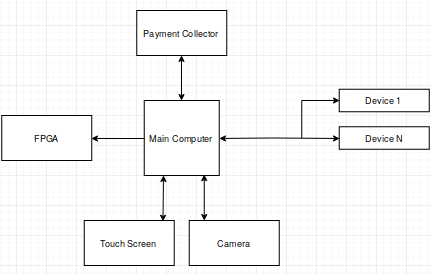 Payment Collector
Device 1
FPGA
Main Computer
Device N
Touch Screen
Camera